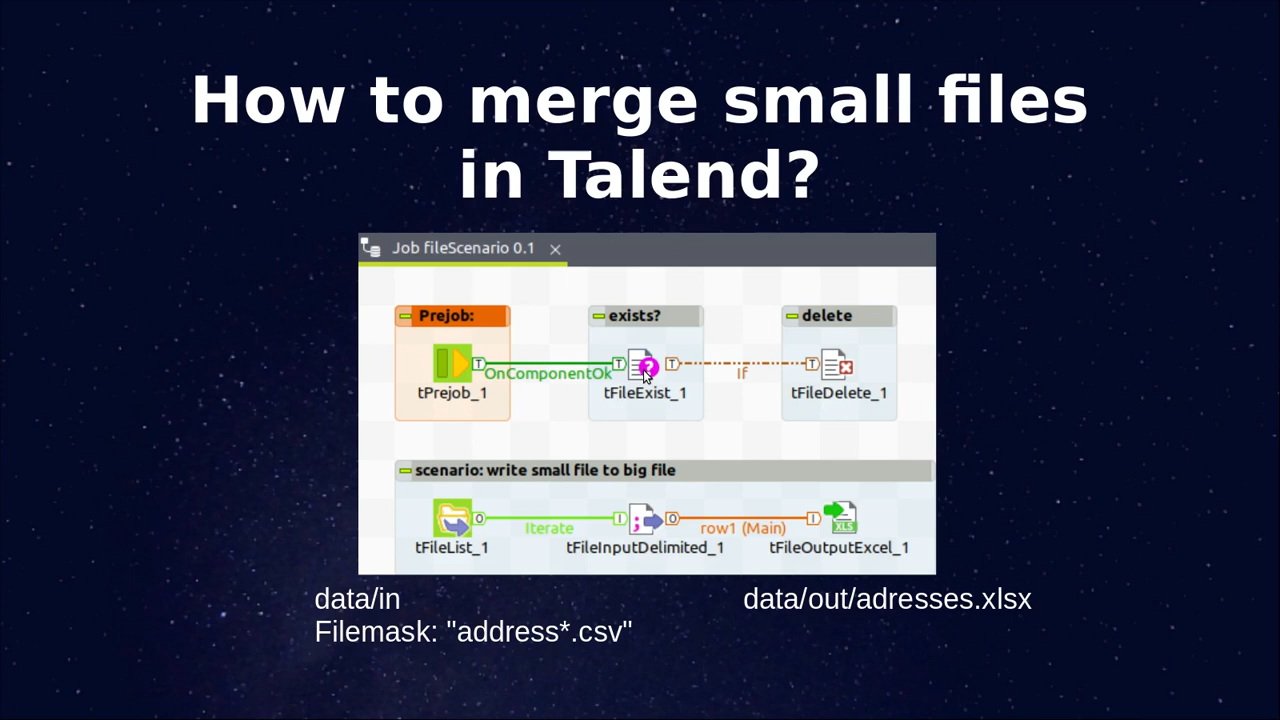 How to merge small files
in Talend?
Job fileScenario 0.1
Prejob:
exists?
delete
T
OnComponentOk
T
T
If
T
tPrejob_1
tFileExist_1
tFileDelete_1
scenario: write small file to big file
O
Iterate
I
O
row1 (Main)
I
XLS
tFileList_1
tFileInputDelimited_1
tFileOutputExcel_1
data/in
data/out/adresses.xlsx
Filemask: "address*.csv"